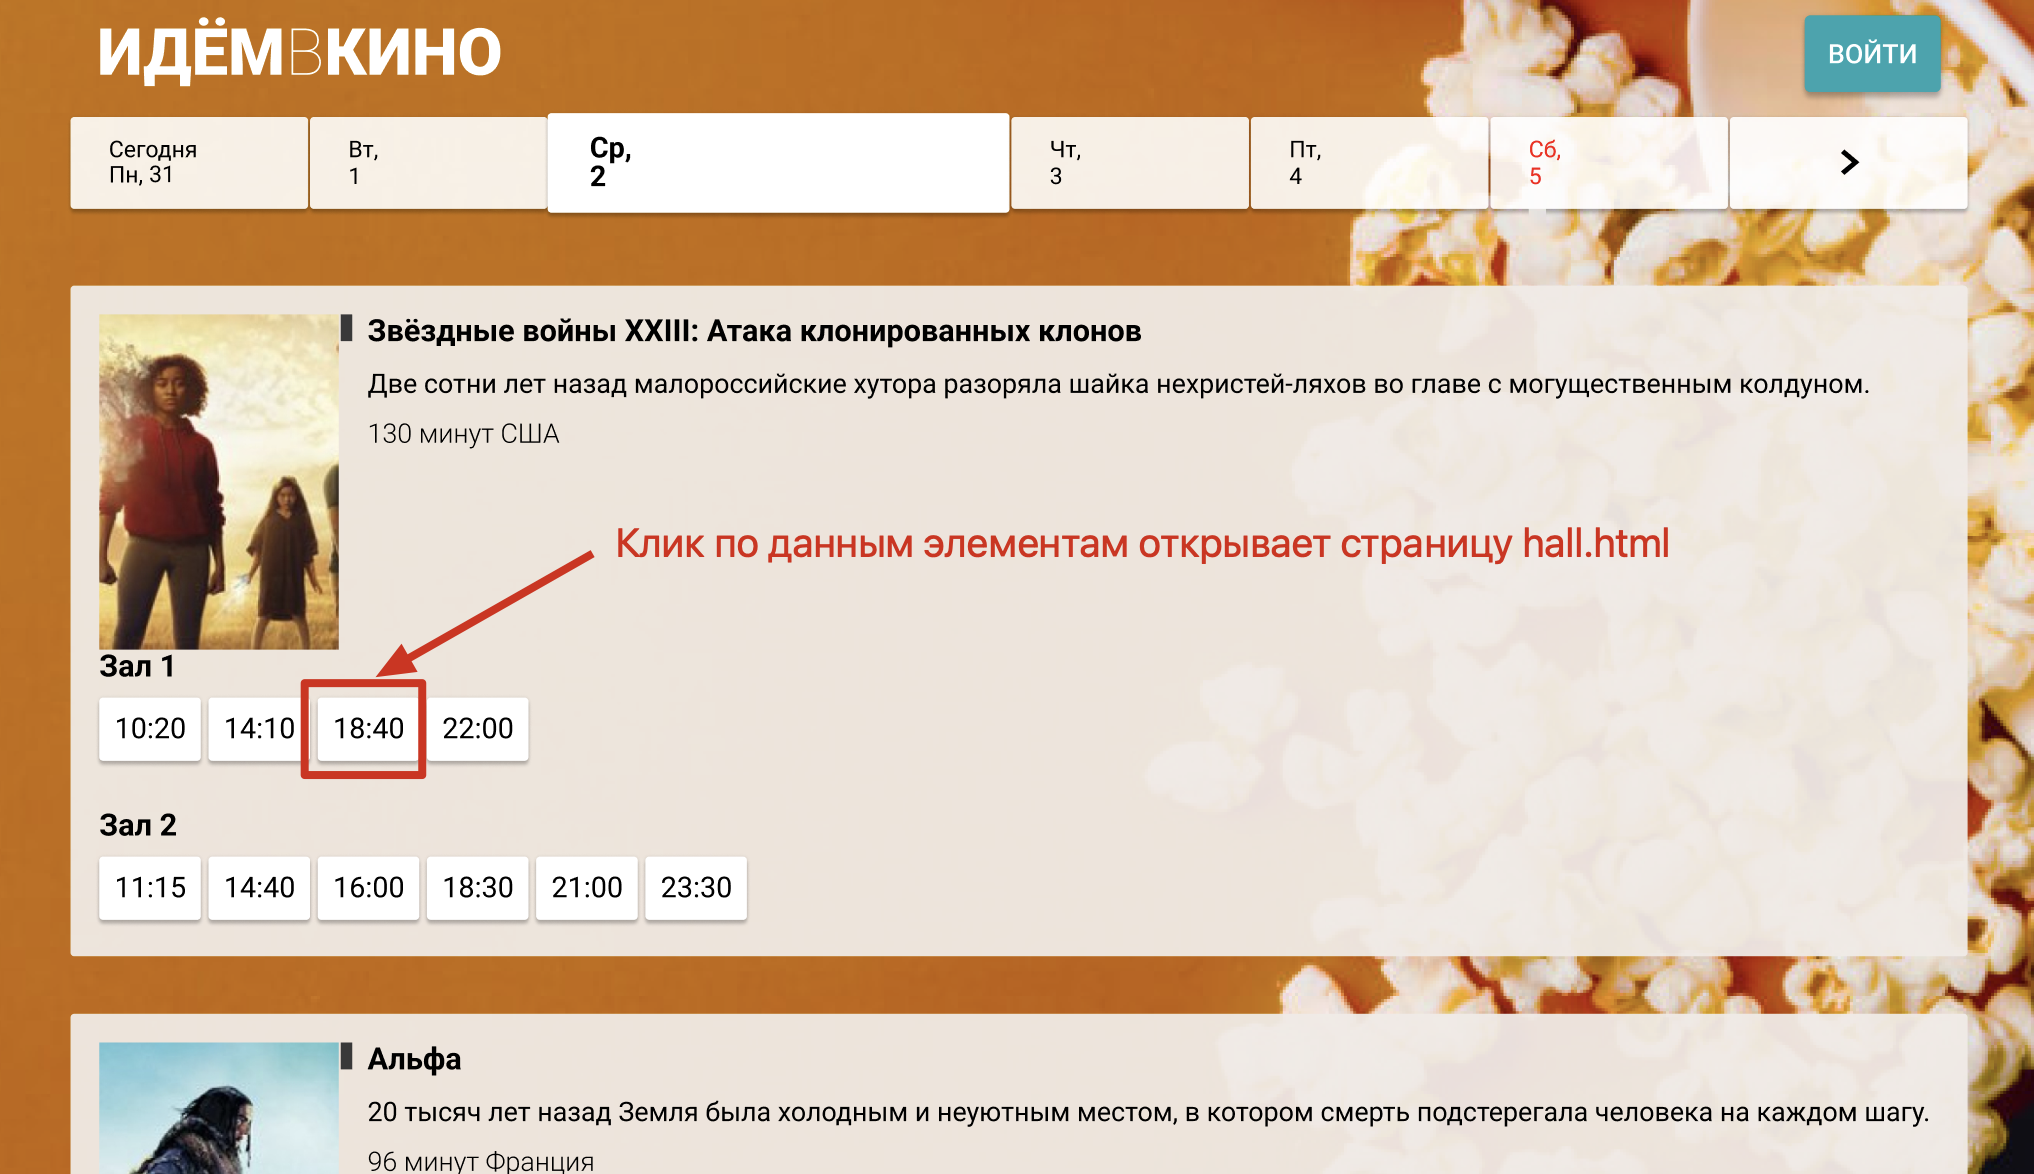 ИДЁМВКИНО
ВОЙТИ
Сегодня
Пн, 31
Вт,
1
Ср,
2
Чт,
3
Пт,
4
Сб,
5
Звёздные войны XXIII: Атака клонированных клонов
Две сотни лет назад малороссийские хутора разоряла шайка нехристей-ляхов во главе с могущественным колдуном.
130 минут США
Клик по данным элементам открывает страницу hall.html
Зал 1
10:20 14:10 18:40 22:00
Зал 2
11:15 14:40 16:00 18:30 21:00 23:30
Альфа
20 тысяч лет назад Земля была холодным и неуютным местом, в котором смерть подстерегала человека на каждом шагу.
96 минут Франция